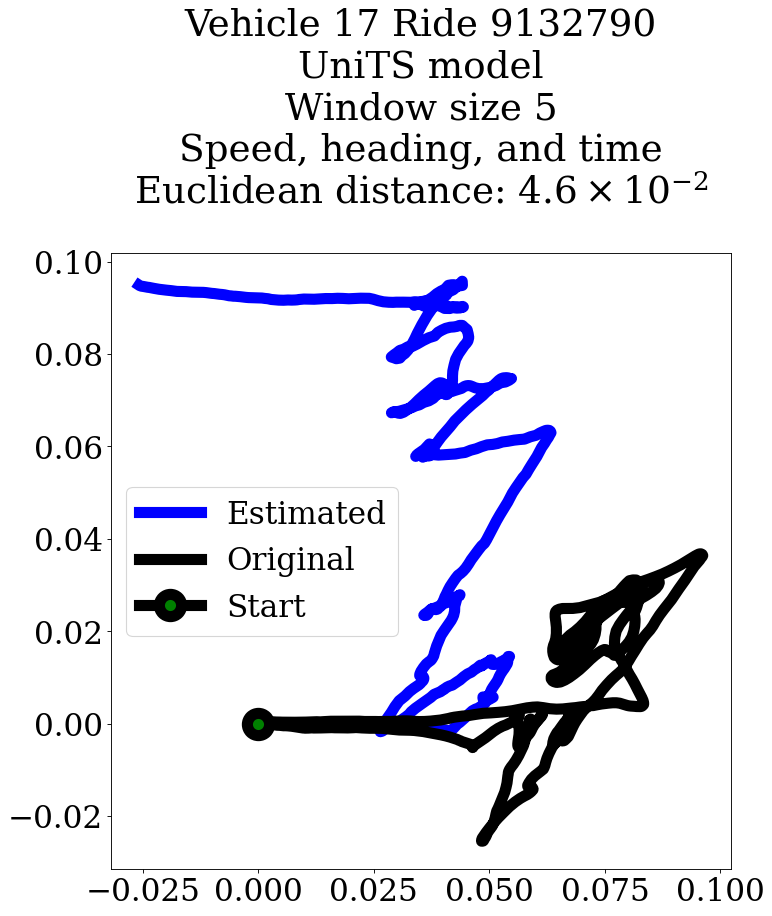 Vehicle 17 Ride 9132790
UniTS model
Window size 5
Speed, heading, and time
Euclidean distance: 4.6 × 10⁻²
0.10
0.08
0.06
0.04
0.02
0.00
−0.02
Estimated
Original
Start
−0.025 0.000 0.025 0.050 0.075 0.100